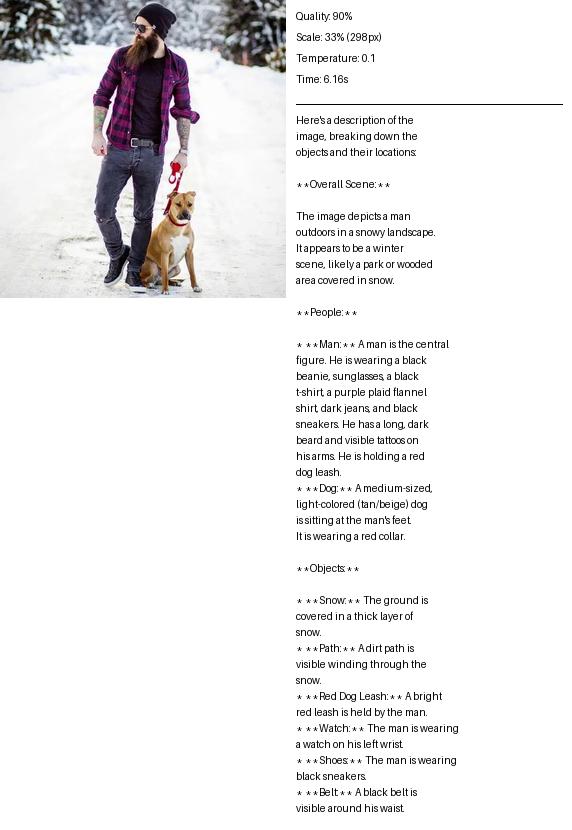 Quality: 90%
Scale: 33% (298px)
Temperature: 0.1
Time: 6.16s
Here's a description of the
image, breaking down the
objects and their locations:
**Overall Scene:**
The image depicts a man
outdoors in a snowy landscape.
It appears to be a winter
scene, likely a park or wooded
area covered in snow.
**People:**
* **Man:** A man is the central
figure. He is wearing a black
beanie, sunglasses, a black
t-shirt, a purple plaid flannel
shirt, dark jeans, and black
sneakers. He has a long, dark
beard and visible tattoos on
his arms. He is holding a red
dog leash.
* **Dog:** A medium-sized,
light-colored (tan/beige) dog
is sitting at the man's feet.
It is wearing a red collar.
**Objects:**
* **Snow:** The ground is
covered in a thick layer of
snow.
* **Path:** A dirt path is
visible winding through the
snow.
* **Red Dog Leash:** A bright
red leash is held by the man.
* **Watch:** The man is wearing
a watch on his left wrist.
* **Shoes:** The man is wearing
black sneakers.
* **Belt:** A black belt is
visible around his waist.